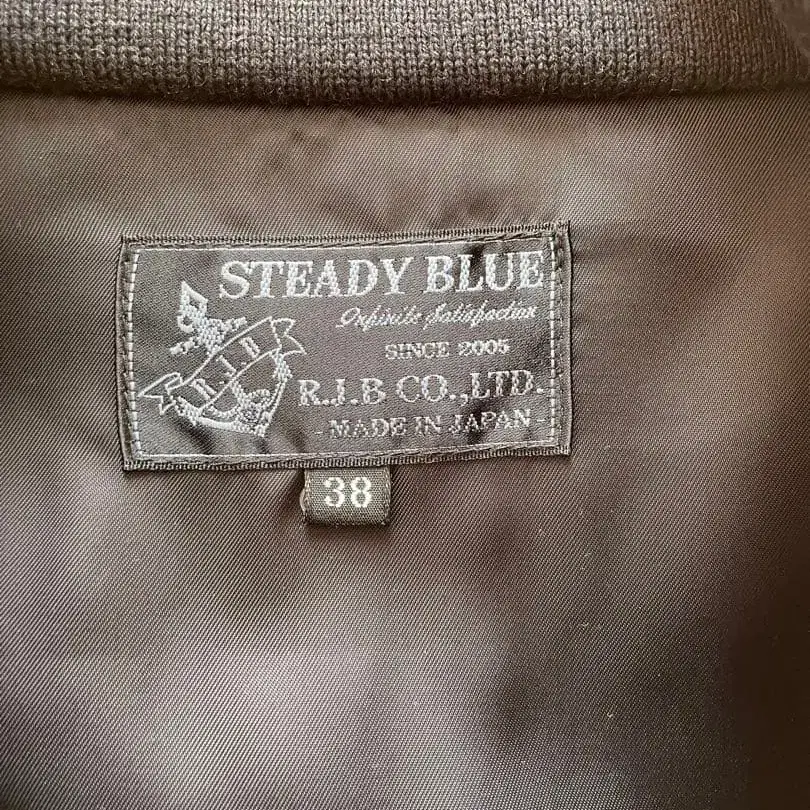 STEADY BLUE
Infinite Satisfaction
SINCE 2005
R.J.B
R.J.B CO.,LTD.
-MADE IN JAPAN-
38